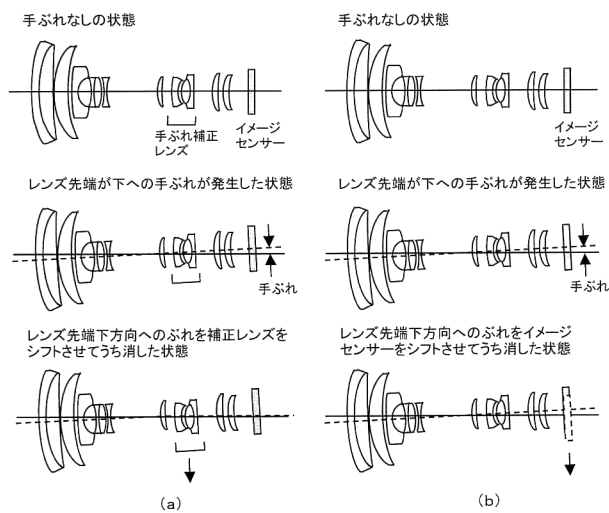 手ぶれなしの状態
手ぶれ補正
レンズ
イメージ
センサー
レンズ先端が下への手ぶれが発生した状態
手ぶれ
レンズ先端下方向へのぶれを補正レンズを
シフトさせてうち消した状態
(a)
手ぶれなしの状態
イメージ
センサー
レンズ先端が下への手ぶれが発生した状態
手ぶれ
レンズ先端下方向へのぶれをイメージ
センサーをシフトさせてうち消した状態
(b)